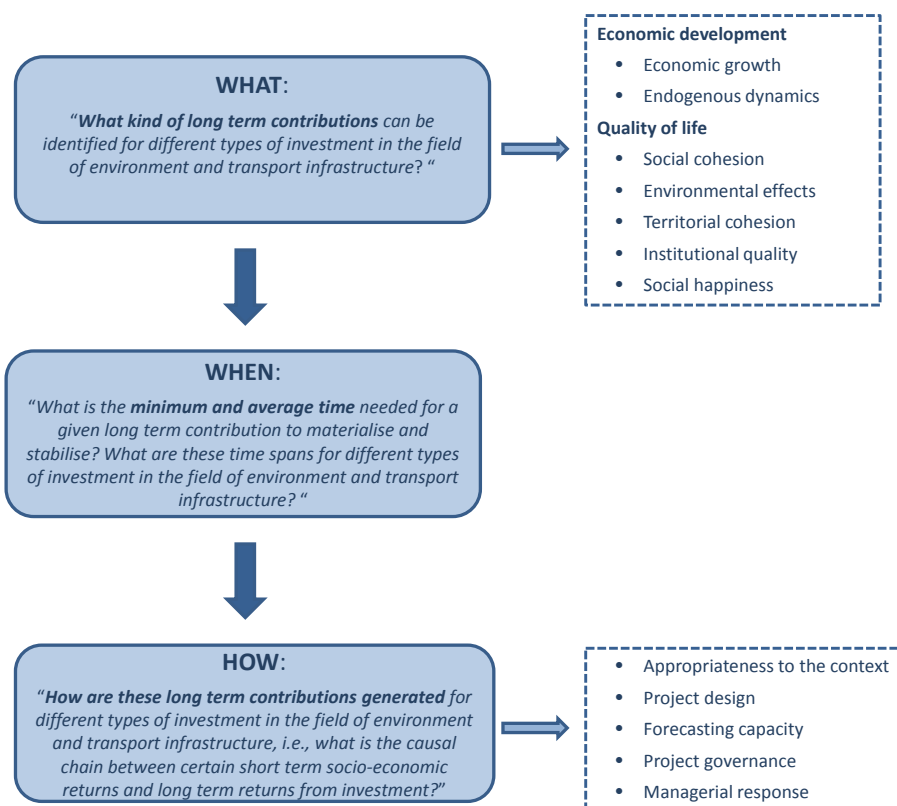 WHAT:
“What kind of long term contributions can be
identified for different types of investment in the field
of environment and transport infrastructure? “
Economic development
• Economic growth
• Endogenous dynamics
Quality of life
• Social cohesion
• Environmental effects
• Territorial cohesion
• Institutional quality
• Social happiness
WHEN:
“What is the minimum and average time needed for a
given long term contribution to materialise and
stabilise? What are these time spans for different types
of investment in the field of environment and transport
infrastructure? “
HOW:
“How are these long term contributions generated for
different types of investment in the field of environment
and transport infrastructure, i.e., what is the causal
chain between certain short term socio-economic
returns and long term returns from investment?”
• Appropriateness to the context
• Project design
• Forecasting capacity
• Project governance
• Managerial response